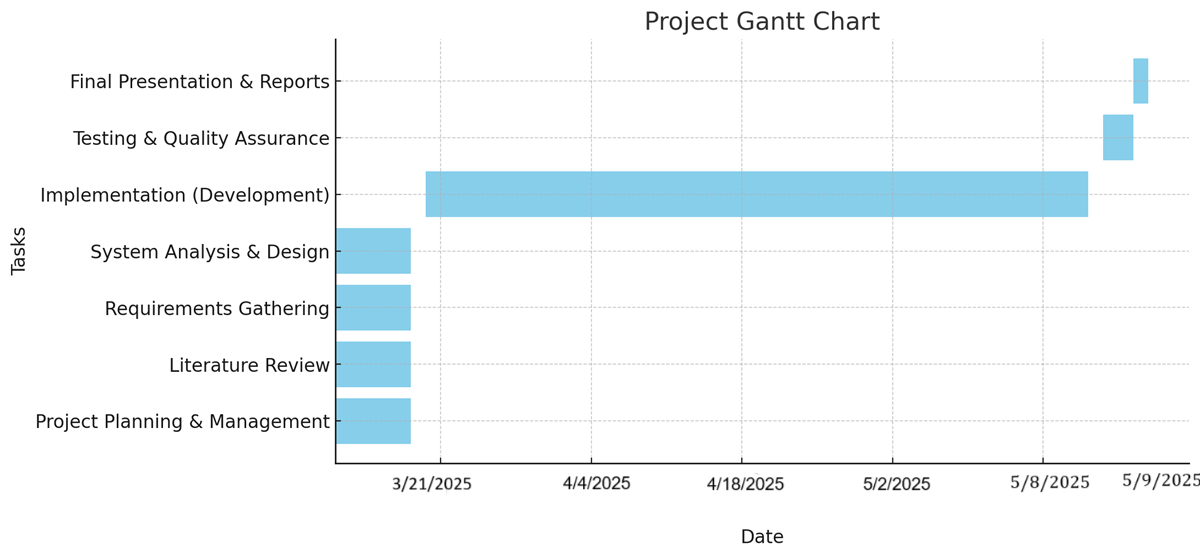 Project Gantt Chart
Final Presentation & Reports
Testing & Quality Assurance
Implementation (Development)
System Analysis & Design
Requirements Gathering
Literature Review
Project Planning & Management
Tasks
3/21/2025 4/4/2025 4/18/2025 5/2/2025 5/8/2025 5/9/2025
Date